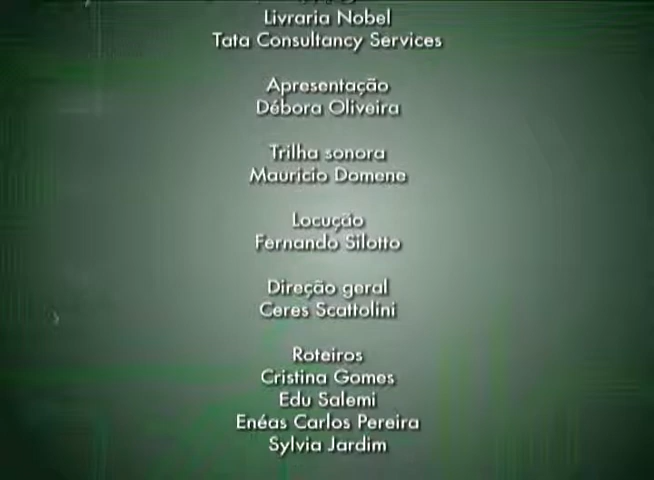 Livraria Nobel
Tata Consultancy Services
Apresentação
Débora Oliveira
Trilha sonora
Mauricio Domene
Locução
Fernando Silotto
Direção geral
Ceres Scattolini
Roteiros
Cristina Gomes
Edu Salemi
Enéas Carlos Pereira
Sylvia Jardim